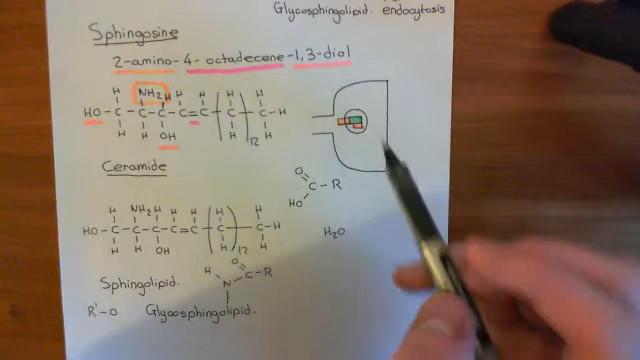 Glycosphingolipid. endocytosis
Sphingosine
2-amino-4-octadecene-1,3-diol
H NH2 H H H H H
HO-C-C-C-C=C-(C)-C-H
H H OH H H
12
Ceramide
O
C-R
HO
H NH2 H H H H H
HO-C-C-C-C=C-(C)-C-H
H H OH H H
12
H2O
Sphingolipid.
O
H C-R
N
R'-O Glycosphingolipid.